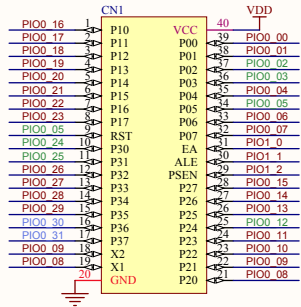 CN1
VDD
PIO0_16 1 P10 VCC 40
PIO0_17 2 P11 P00 39 PIO0_00
PIO0_18 3 P12 P01 38 PIO0_01
PIO0_19 4 P13 P02 37 PIO0_02
PIO0_20 5 P14 P03 36 PIO0_03
PIO0_21 6 P15 P04 35 PIO0_04
PIO0_22 7 P16 P05 34 PIO0_05
PIO0_23 8 P17 P06 33 PIO0_06
PIO0_05 9 RST P07 32 PIO0_07
PIO0_24 10 P30 EA 31 PIO1_0
PIO0_25 11 P31 ALE 30 PIO1_1
PIO0_26 12 P32 PSEN 29 PIO1_2
PIO0_27 13 P33 P27 28 PIO0_15
PIO0_28 14 P34 P26 27 PIO0_14
PIO0_29 15 P35 P25 26 PIO0_13
PIO0_30 16 P36 P24 25 PIO0_12
PIO0_31 17 P37 P23 24 PIO0_11
PIO0_09 18 X2 P22 23 PIO0_10
PIO0_08 19 X1 P21 22 PIO0_09
20 GND P20 21 PIO0_08